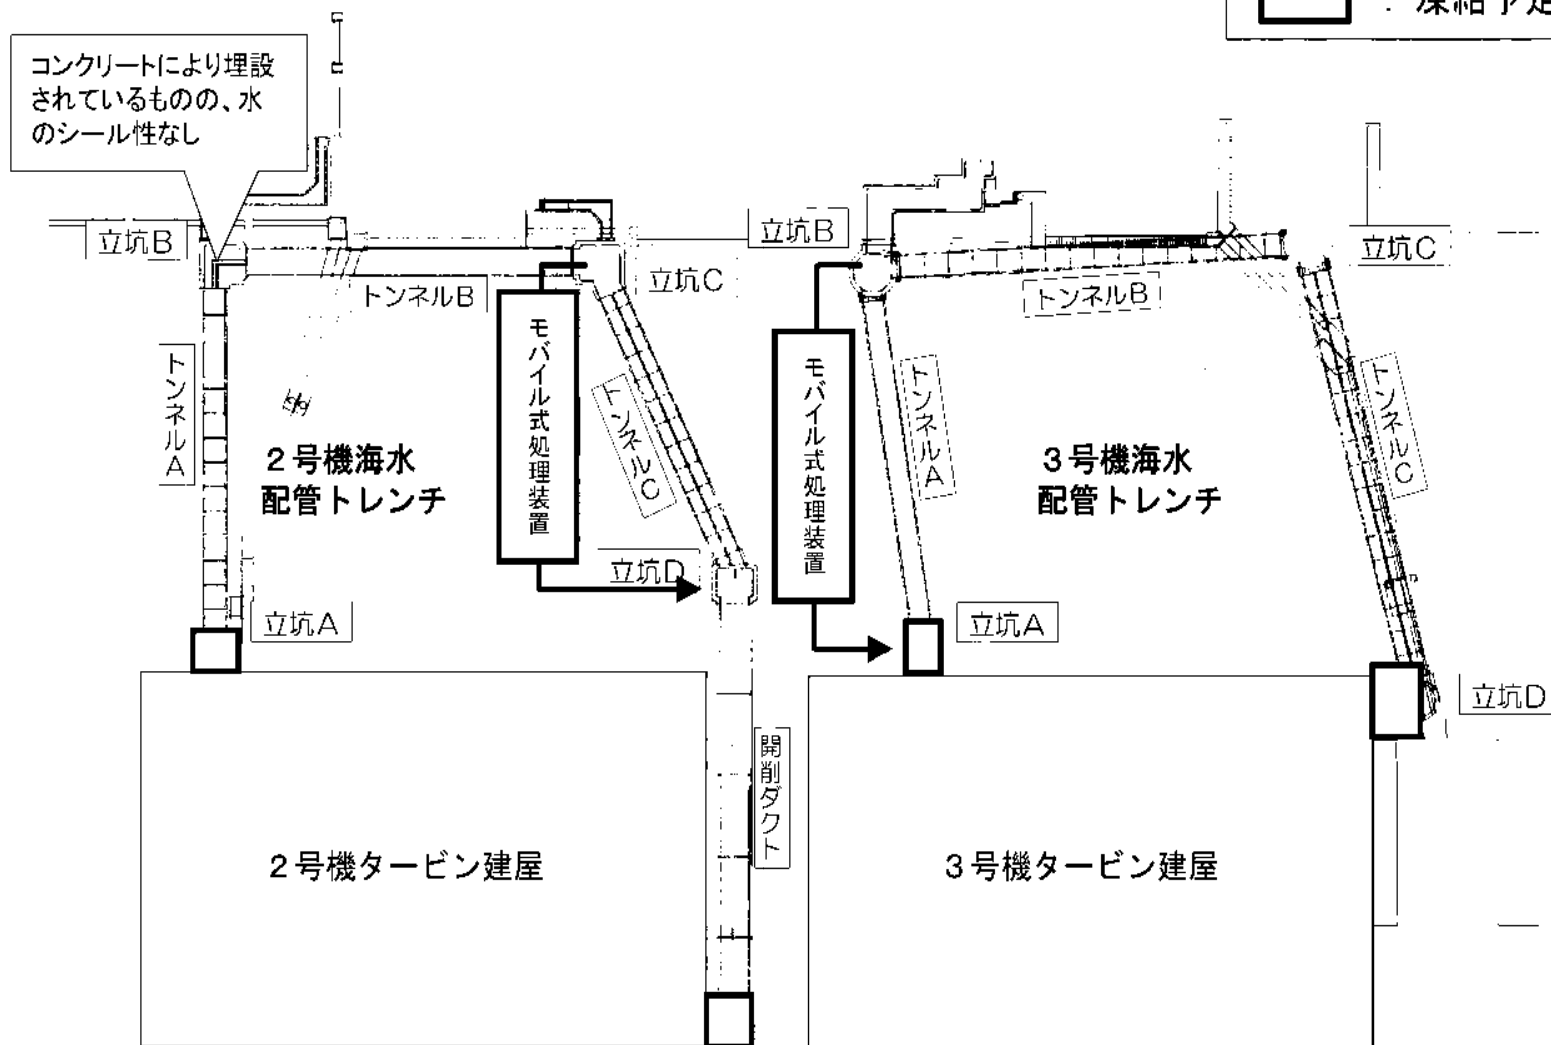 ：凍結予定
コンクリートにより埋設
されているものの、水
のシール性なし
立坑B
トンネルB
立坑C
立坑B
トンネルB
立坑C
トンネルA
2号機海水
配管トレンチ
モバイル式処理装置
トンネルC
モバイル式処理装置
トンネルA
3号機海水
配管トレンチ
トンネルC
立坑A
立坑D
立坑A
立坑D
開削ダクト
2号機タービン建屋
3号機タービン建屋